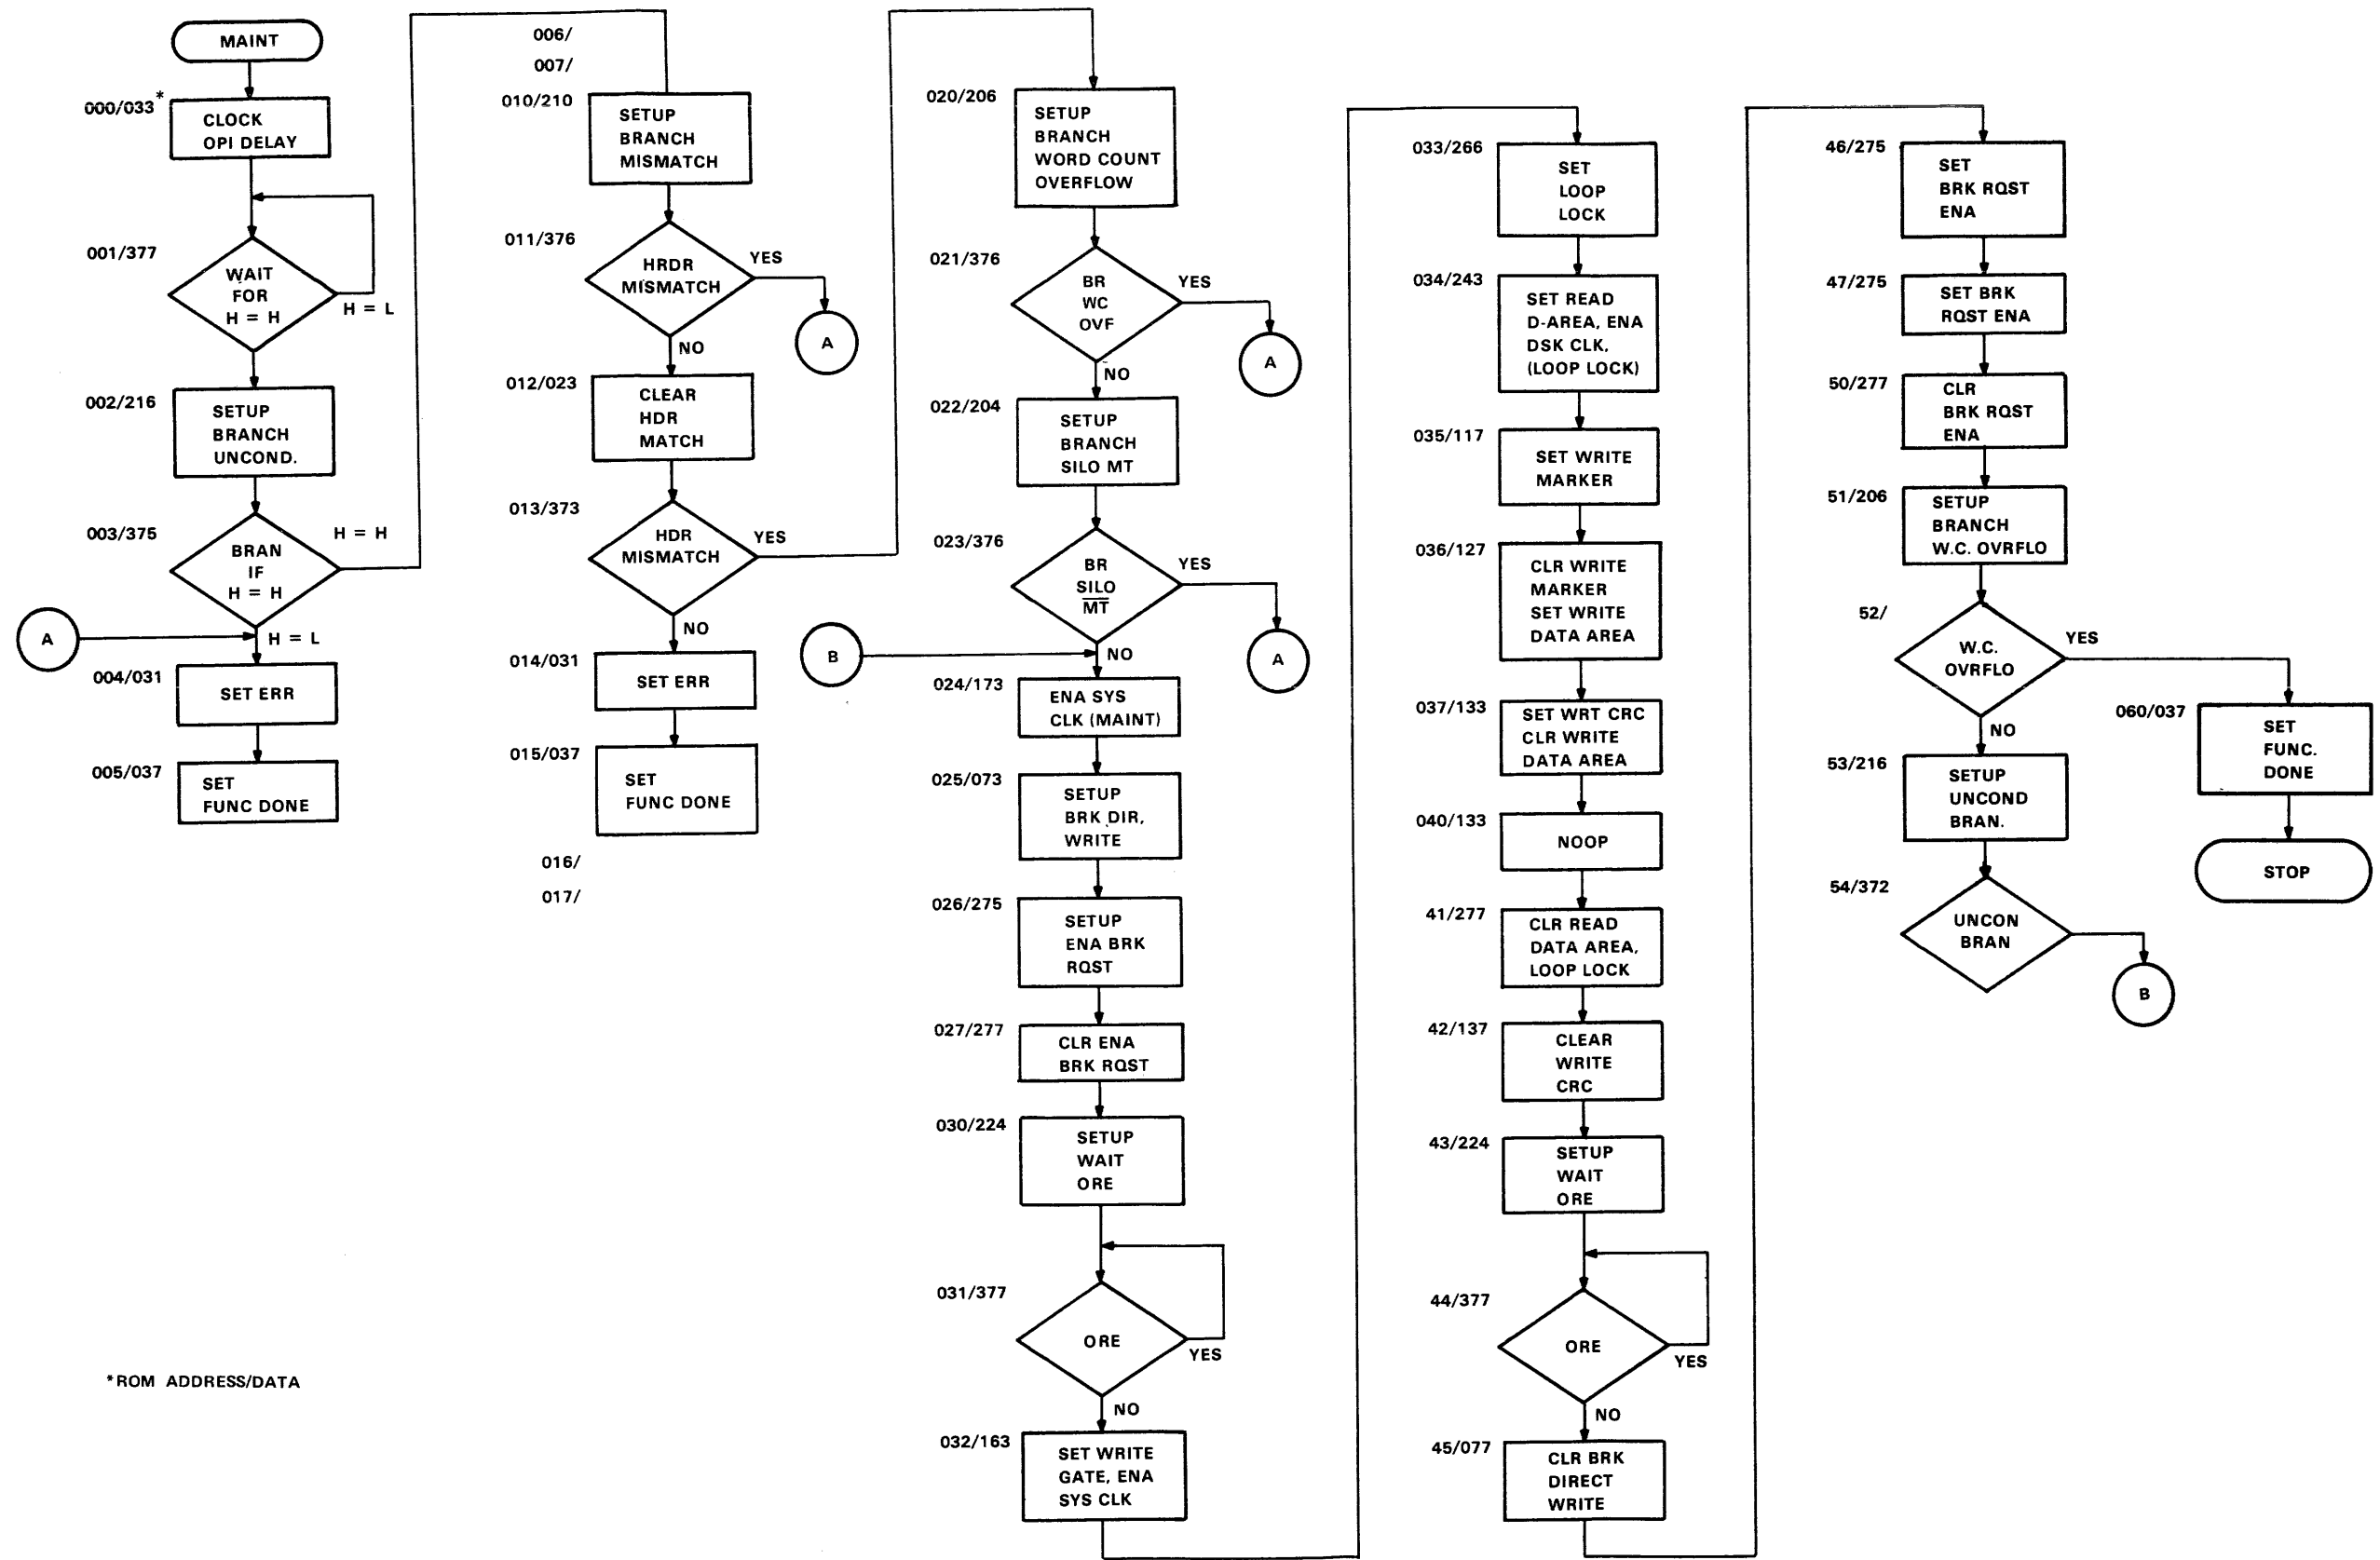 MAINT
000/033*
CLOCK
OPI DELAY
001/377
WAIT
FOR
H = H
H = L
002/216
SETUP
BRANCH
UNCOND.
003/375
BRAN
IF
H = H
H = H
A
H = L
004/031
SET ERR
005/037
SET
FUNC DONE
*ROM ADDRESS/DATA
006/
007/
010/210
SETUP
BRANCH
MISMATCH
011/376
HRDR
MISMATCH
YES
A
NO
012/023
CLEAR
HDR
MATCH
013/373
HDR
MISMATCH
YES
NO
014/031
SET ERR
015/037
SET
FUNC DONE
016/
017/
020/206
SETUP
BRANCH
WORD COUNT
OVERFLOW
021/376
BR
WC
OVF
YES
A
NO
022/204
SETUP
BRANCH
SILO MT
023/376
BR
SILO
M̅T̅
YES
A
B
NO
024/173
ENA SYS
CLK (MAINT)
025/073
SETUP
BRK DIR,
WRITE
026/275
SETUP
ENA BRK
RQST
027/277
CLR ENA
BRK RQST
030/224
SETUP
WAIT
ORE
031/377
ORE
YES
NO
032/163
SET WRITE
GATE, ENA
SYS CLK
033/266
SET
LOOP
LOCK
034/243
SET READ
D-AREA, ENA
DSK CLK,
(LOOP LOCK)
035/117
SET WRITE
MARKER
036/127
CLR WRITE
MARKER
SET WRITE
DATA AREA
037/133
SET WRT CRC
CLR WRITE
DATA AREA
040/133
NOOP
41/277
CLR READ
DATA AREA,
LOOP LOCK
42/137
CLEAR
WRITE
CRC
43/224
SETUP
WAIT
ORE
44/377
ORE
YES
NO
45/077
CLR BRK
DIRECT
WRITE
46/275
SET
BRK RQST
ENA
47/275
SET BRK
RQST ENA
50/277
CLR
BRK RQST
ENA
51/206
SETUP
BRANCH
W.C. OVRFLO
52/
W.C.
OVRFLO
YES
NO
060/037
SET
FUNC.
DONE
STOP
53/216
SETUP
UNCOND
BRAN.
54/372
UNCON
BRAN
B